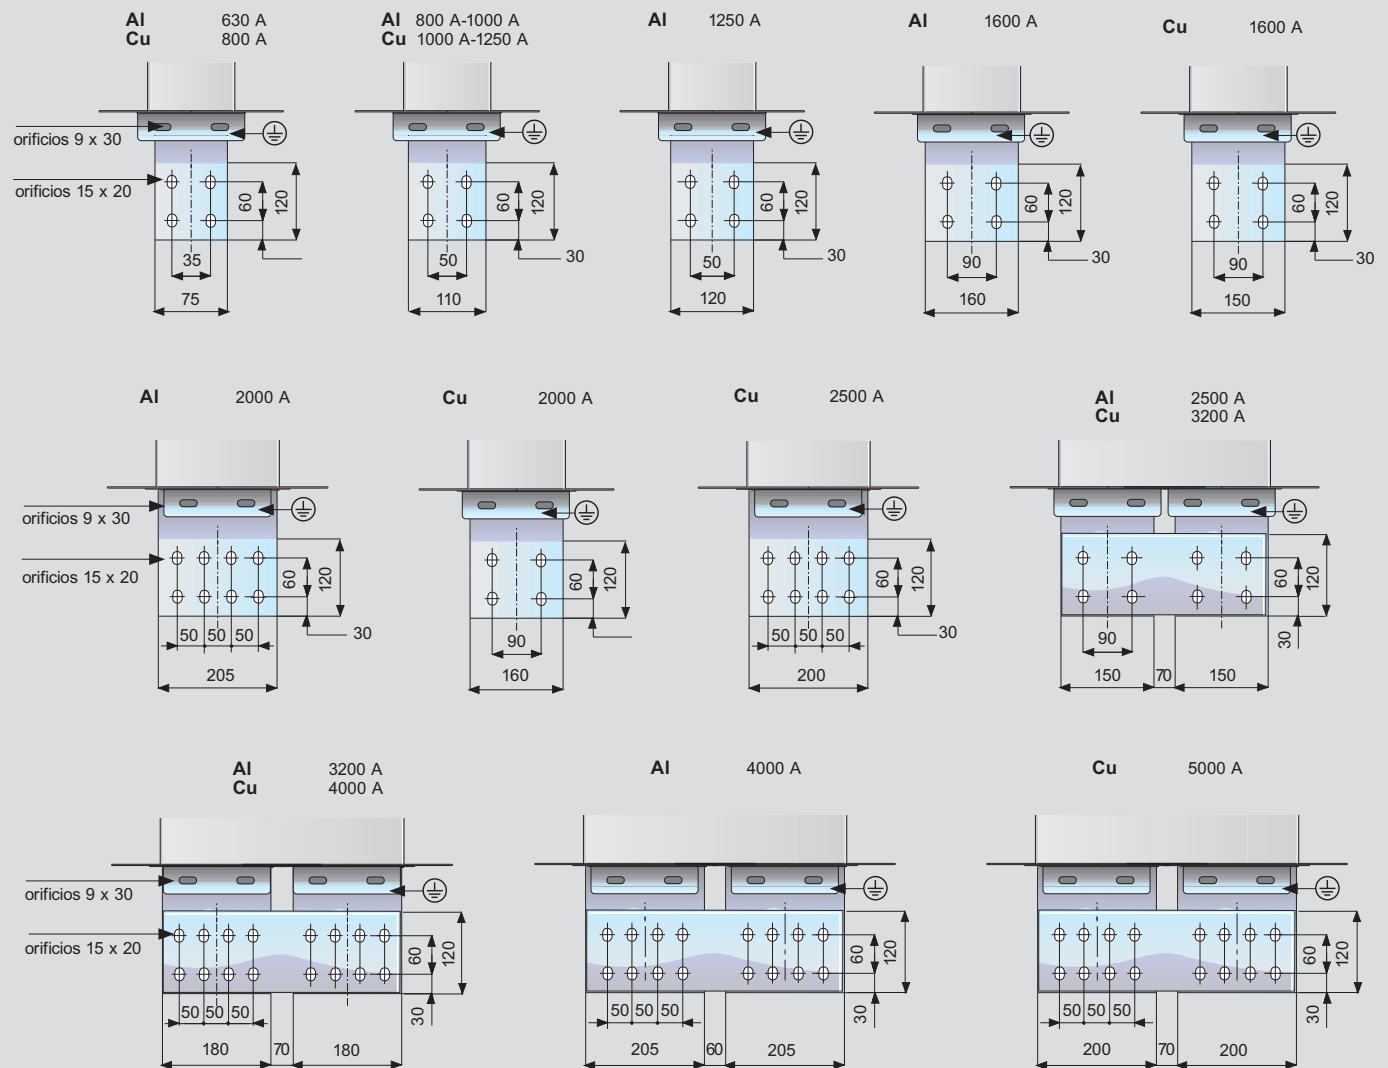 Al 630 A
Cu 800 A
Al 800 A-1000 A
Cu 1000 A-1250 A
Al 1250 A
Al 1600 A
Cu 1600 A
orificios 9 x 30
orificios 15 x 20
60
120
35
75
60
120
30
50
110
60
120
30
50
120
60
120
30
90
160
60
120
30
90
150
Al 2000 A
Cu 2000 A
Cu 2500 A
Al 2500 A
Cu 3200 A
orificios 9 x 30
orificios 15 x 20
60
120
30
50 50 50
205
60
120
90
160
60
120
30
50 50 50
200
60
120
30
90
150 70 150
Al 3200 A
Cu 4000 A
Al 4000 A
Cu 5000 A
orificios 9 x 30
orificios 15 x 20
60
120
30
50 50 50
180 70 180
60
120
30
50 50 50
205 60 205
60
120
30
50 50 50
200 70 200